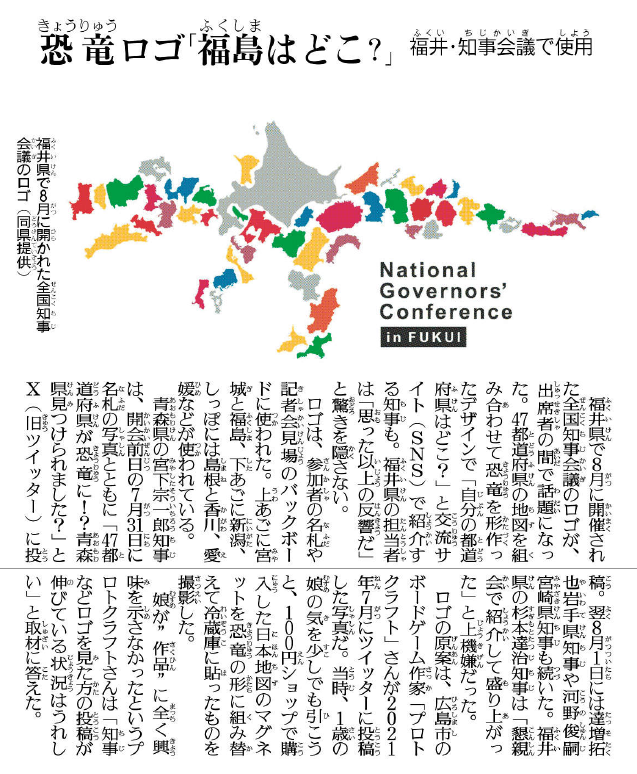 恐竜ロゴ「福島はどこ?」
福井・知事会議で使用
福井県で8月に開かれた全国知事
会議のロゴ(同県提供)
National
Governors'
Conference
in FUKUI
福井県で8月に開催され
た全国知事会議のロゴが、
出席者の間で話題になっ
た。47都道府県の地図を組
み合わせて恐竜を形作っ
たデザインで「自分の都道
府県はどこ?」と交流サ
イト(SNS)で紹介す
る知事も。福井県の担当者
は「思った以上の反響だ」
と驚きを隠さない。
ロゴは、参加者の名札や
記者会見場のバックボー
ドに使われた。上あごに宮
城と福島、下あごに新潟、
しっぽには島根と香川、愛
媛などが使われている。
青森県の宮下宗一郎知事
は、開会前日の7月31日に
名札の写真とともに「47都
道府県が恐竜に!?青森
県見つけられました?」と
X(旧ツイッター)に投
稿。翌8月1日には達増拓
也岩手県知事や河野俊嗣
宮崎県知事も続いた。福井
県の杉本達治知事は「懇親
会で紹介して盛り上がっ
た」と上機嫌だった。
ロゴの原案は、広島市の
ボードゲーム作家「プロト
クラフト」さんが2021
年7月にツイッターに投稿
した写真だ。当時、1歳の
娘の気を少しでも引こう
と、100円ショップで購
入した日本地図のマグネ
ットを恐竜の形に組み替
えて冷蔵庫に貼ったものを
撮影した。
娘が〝作品〟に全く興
味を示さなかったというプ
ロトクラフトさんは「知事
などロゴを見た方の投稿が
伸びている状況はうれし
い」と取材に答えた。